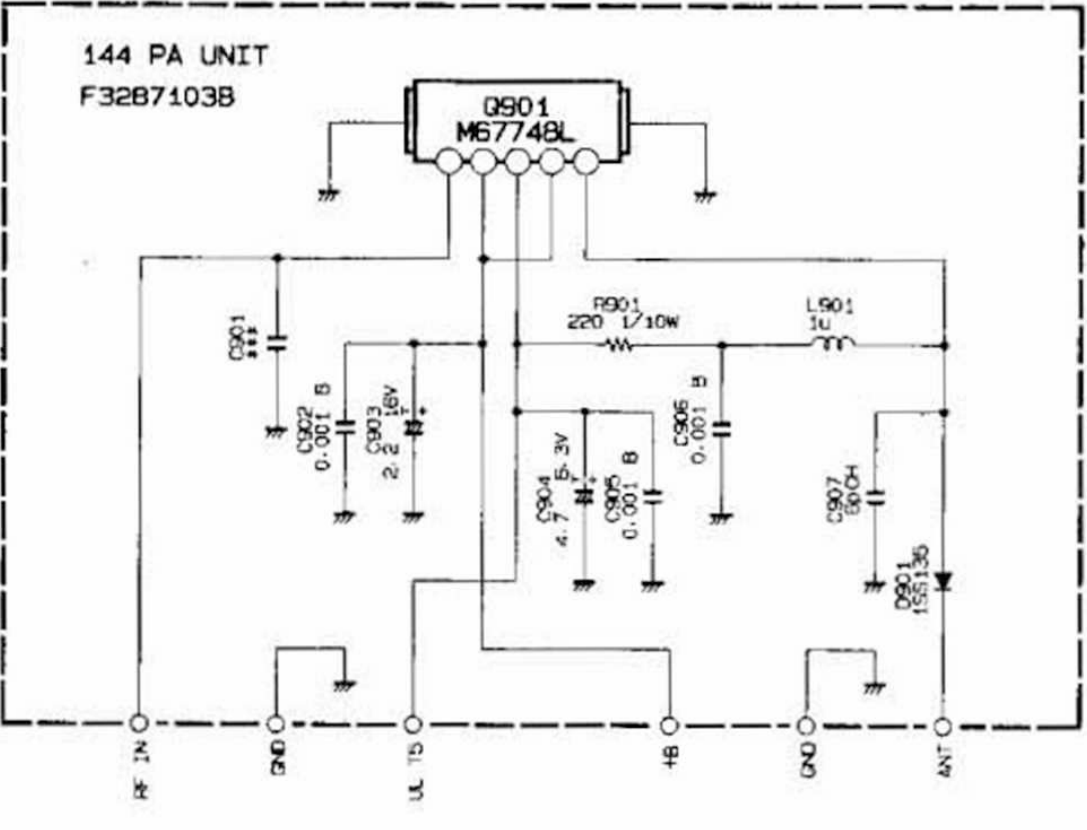 144 PA UNIT
F3287103B
Q901
M67748L
R901
220 1/10W
L901
1u
C901
***
C902
0.001 B
C903
2.2 16V
C904
4.7 6.3V
C905
0.001 B
C906
0.001 B
C907
D901
1SS135
RF IN
GND
UL T5
+B
GND
ANT